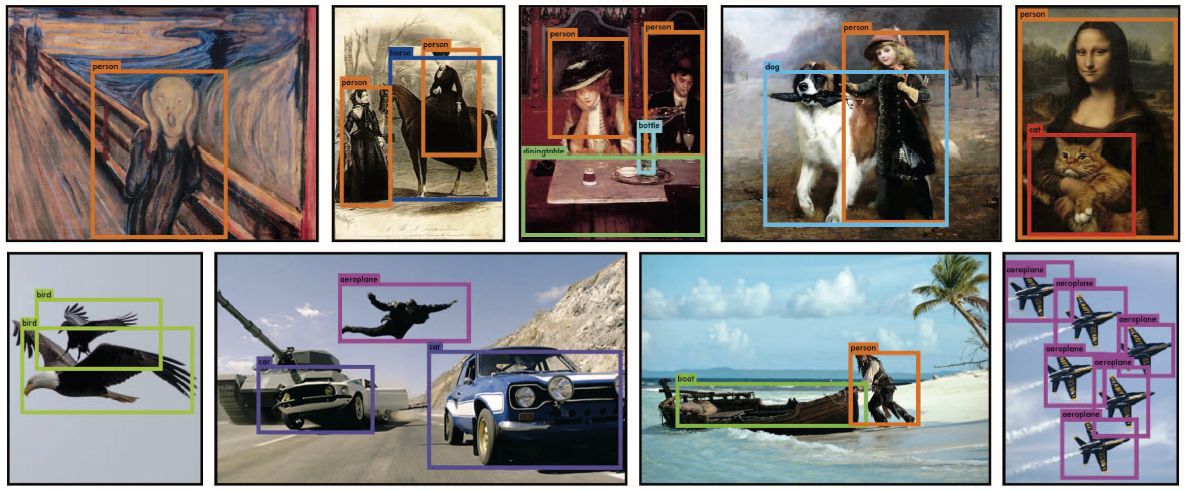 person
person
horse
person
person
person
bottle
diningtable
dog
person
person
cat
bird
bird
aeroplane
car
car
boat
person
aeroplane
aeroplane
aeroplane
aeroplane
aeroplane
aeroplane